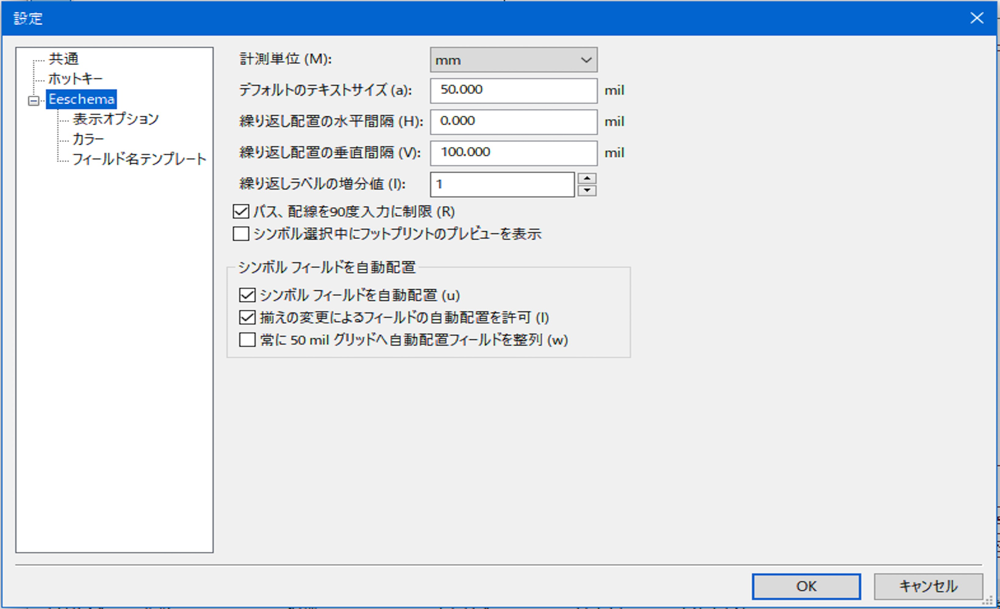 設定
共通
ホットキー
Eeschema
表示オプション
カラー
フィールド名テンプレート
計測単位 (M):
mm
デフォルトのテキストサイズ (a):
50.000
mil
繰り返し配置の水平間隔 (H):
0.000
mil
繰り返し配置の垂直間隔 (V):
100.000
mil
繰り返しラベルの増分値 (I):
1
バス、配線を90度入力に制限 (R)
シンボル選択中にフットプリントのプレビューを表示
シンボル フィールドを自動配置
シンボル フィールドを自動配置 (u)
揃えの変更によるフィールドの自動配置を許可 (l)
常に 50 mil グリッドへ自動配置フィールドを整列 (w)
OK
キャンセル